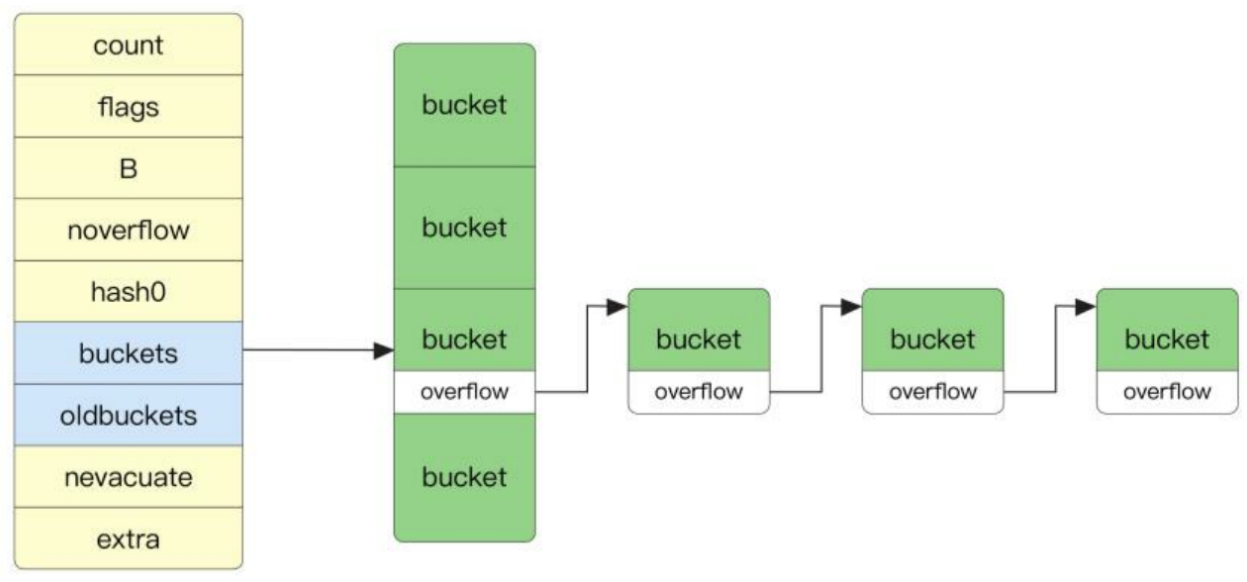 count
flags
B
noverflow
hash0
buckets
oldbuckets
nevacuate
extra
bucket
bucket
bucket
overflow
bucket
bucket
overflow
bucket
overflow
bucket
overflow